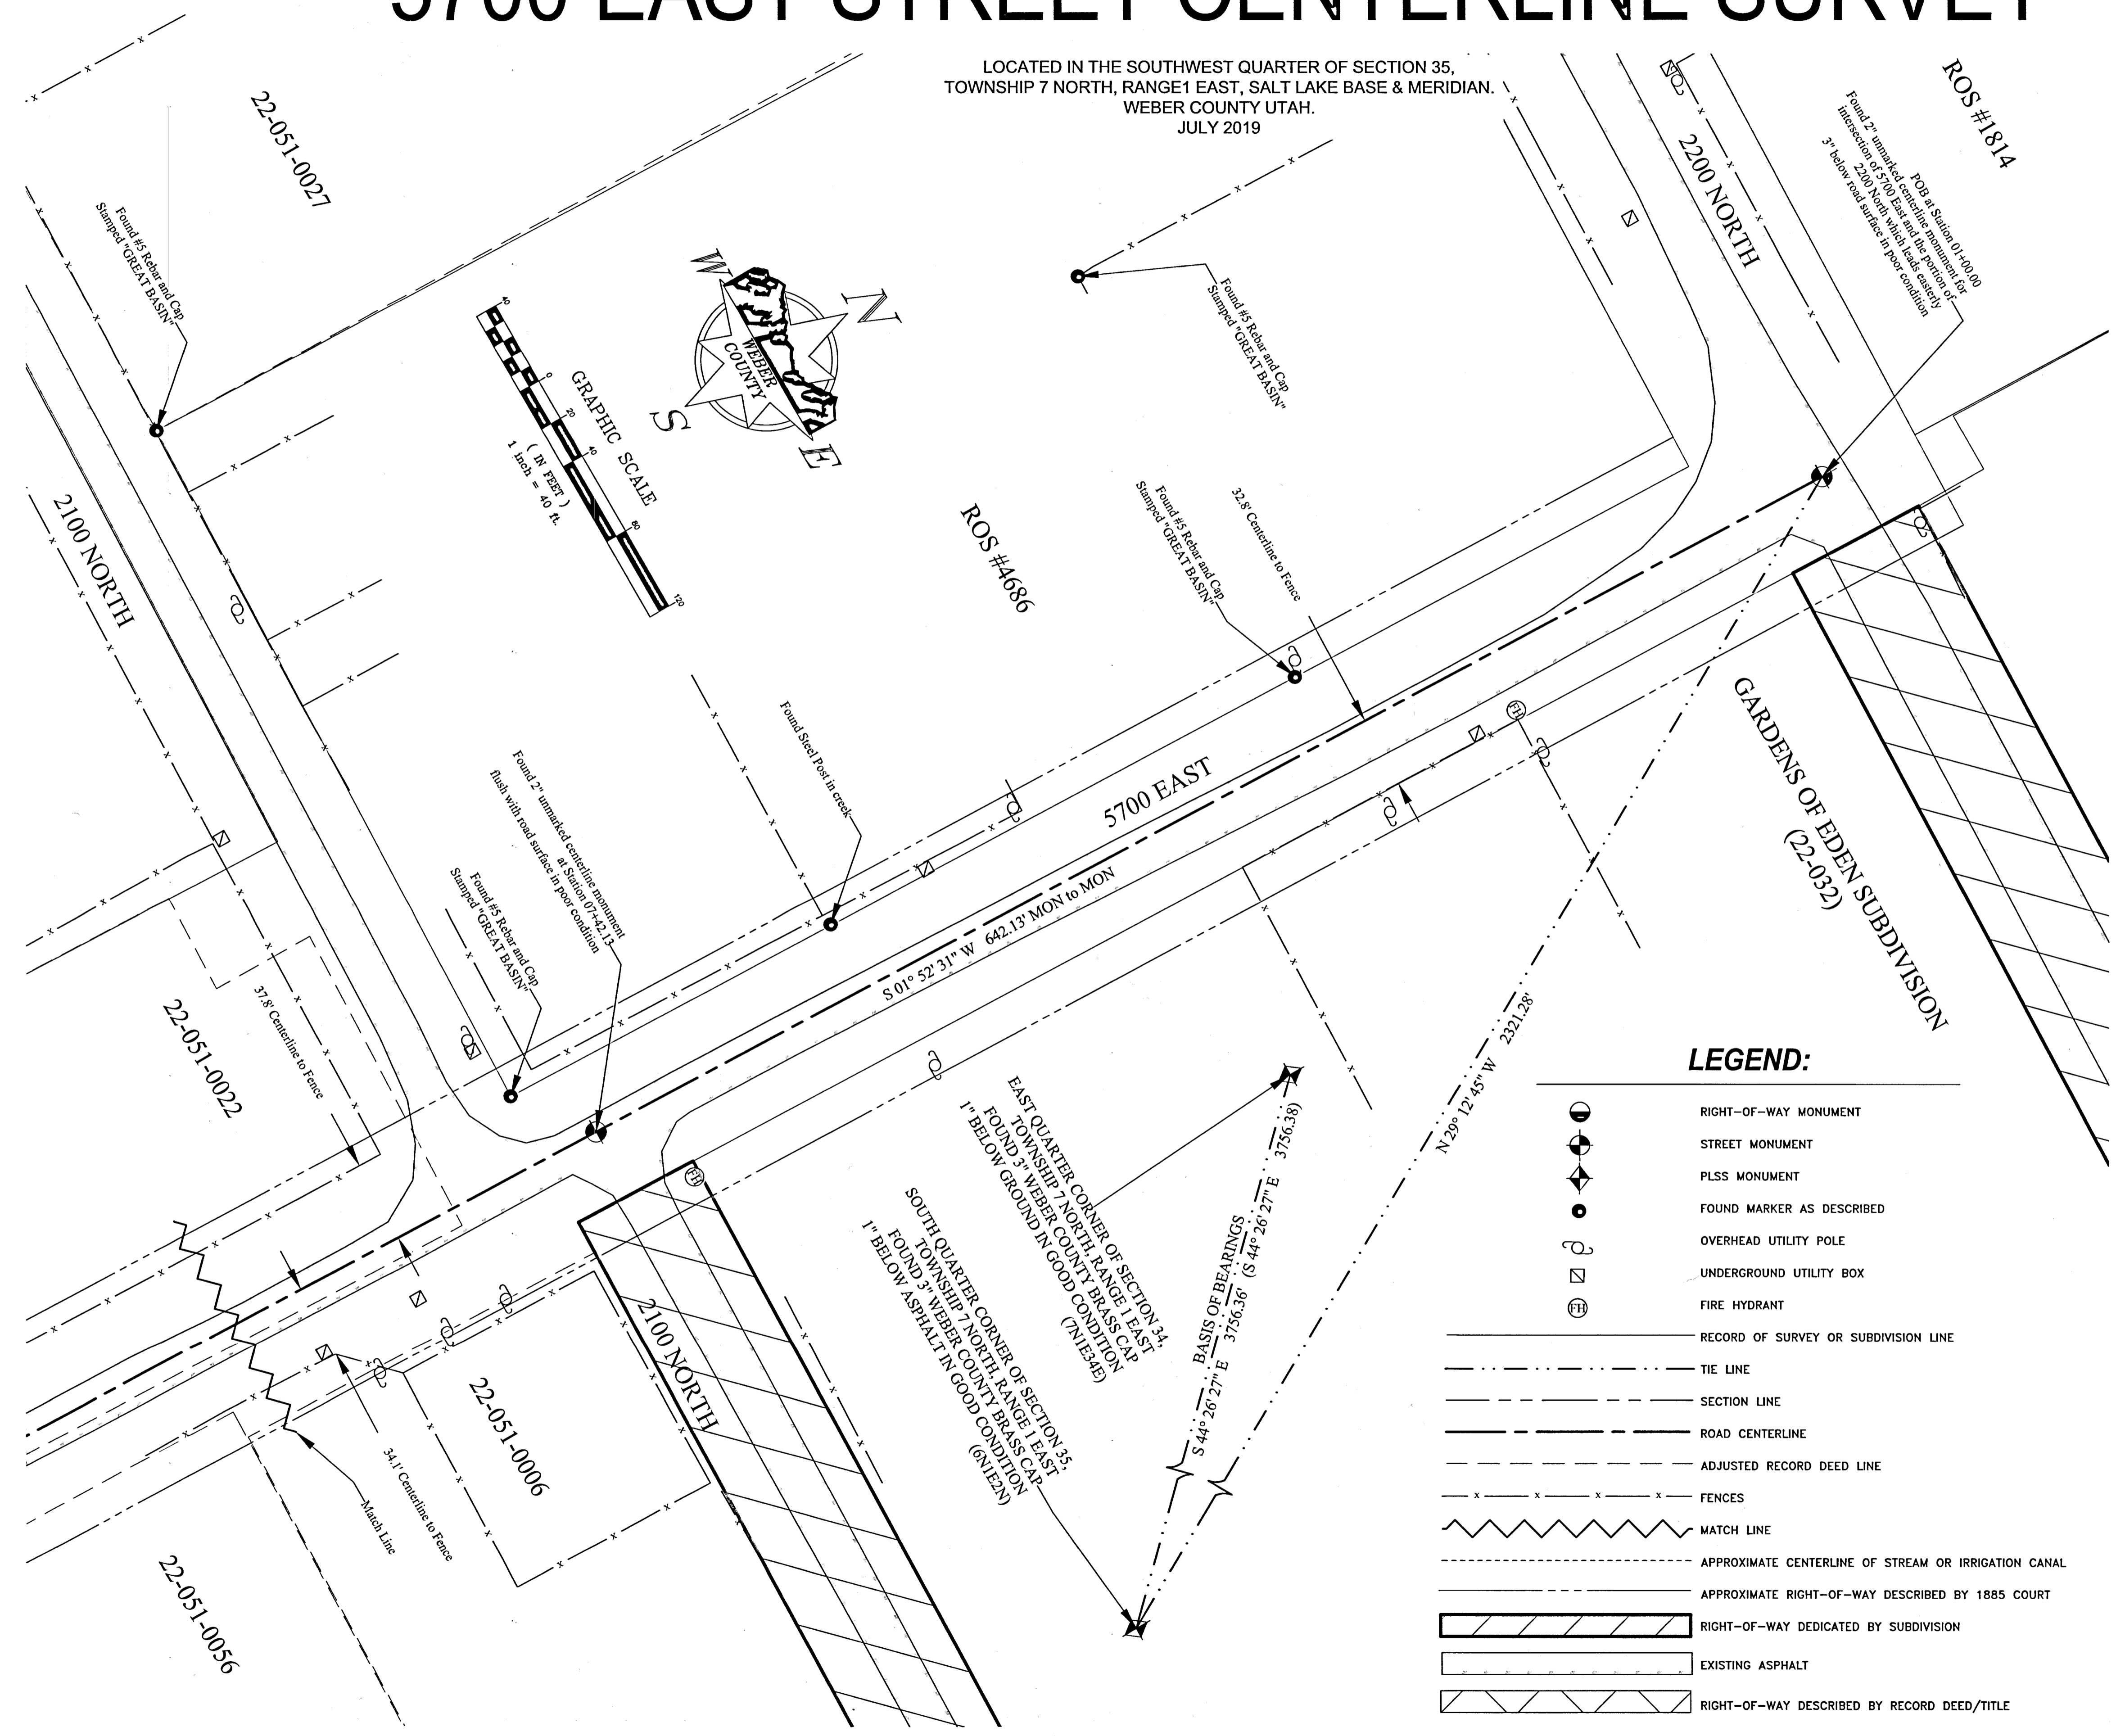 5700 EAST STREET CENTERLINE SURVEY
LOCATED IN THE SOUTHWEST QUARTER OF SECTION 35,
TOWNSHIP 7 NORTH, RANGE1 EAST, SALT LAKE BASE & MERIDIAN.
WEBER COUNTY UTAH.
JULY 2019
22-051-0027
Found #5 Rebar and Cap
Stamped "GREAT BASIN"
2100 NORTH
W
N
S
E
WEBER
COUNTY
GRAPHIC SCALE
40
0
20
40
80
120
( IN FEET )
1 inch = 40 ft.
Found #5 Rebar and Cap
Stamped "GREAT BASIN"
2200 NORTH
ROS #1814
POB at Station 01+00.00
Found 2" unmarked centerline monument for
intersection of 5700 East and the portion of
2200 North which leads easterly
3" below road surface in poor condition
ROS #4686
Found #5 Rebar and Cap
Stamped "GREAT BASIN"
32.8' Centerline to Fence
Found Steel Post in creek
Found 2" unmarked centerline monument
at Station 07+42.13
flush with road surface in poor condition
Found #5 Rebar and Cap
Stamped "GREAT BASIN"
5700 EAST
S 01° 52' 31" W 642.13' MON to MON
FH
GARDENS OF EDEN SUBDIVISION
(22-032)
22-051-0022
37.8' Centerline to Fence
FH
EAST QUARTER CORNER OF SECTION 34,
TOWNSHIP 7 NORTH, RANGE 1 EAST
FOUND 3" WEBER COUNTY BRASS CAP
1" BELOW GROUND IN GOOD CONDITION
(7N1E34E)
SOUTH QUARTER CORNER OF SECTION 35,
TOWNSHIP 7 NORTH, RANGE 1 EAST
FOUND 3" WEBER COUNTY BRASS CAP
1" BELOW ASPHALT IN GOOD CONDITION
(6N1E2N)
BASIS OF BEARINGS
S 44° 26' 27" E 3756.36' (S 44° 26' 27" E 3756.38)
N 29° 12' 45" W 2321.28'
2100 NORTH
22-051-0006
34.1' Centerline to Fence
Match Line
22-051-0056
LEGEND:
RIGHT-OF-WAY MONUMENT
STREET MONUMENT
PLSS MONUMENT
FOUND MARKER AS DESCRIBED
OVERHEAD UTILITY POLE
UNDERGROUND UTILITY BOX
FH FIRE HYDRANT
RECORD OF SURVEY OR SUBDIVISION LINE
TIE LINE
SECTION LINE
ROAD CENTERLINE
ADJUSTED RECORD DEED LINE
FENCES
MATCH LINE
APPROXIMATE CENTERLINE OF STREAM OR IRRIGATION CANAL
APPROXIMATE RIGHT-OF-WAY DESCRIBED BY 1885 COURT
RIGHT-OF-WAY DEDICATED BY SUBDIVISION
EXISTING ASPHALT
RIGHT-OF-WAY DESCRIBED BY RECORD DEED/TITLE